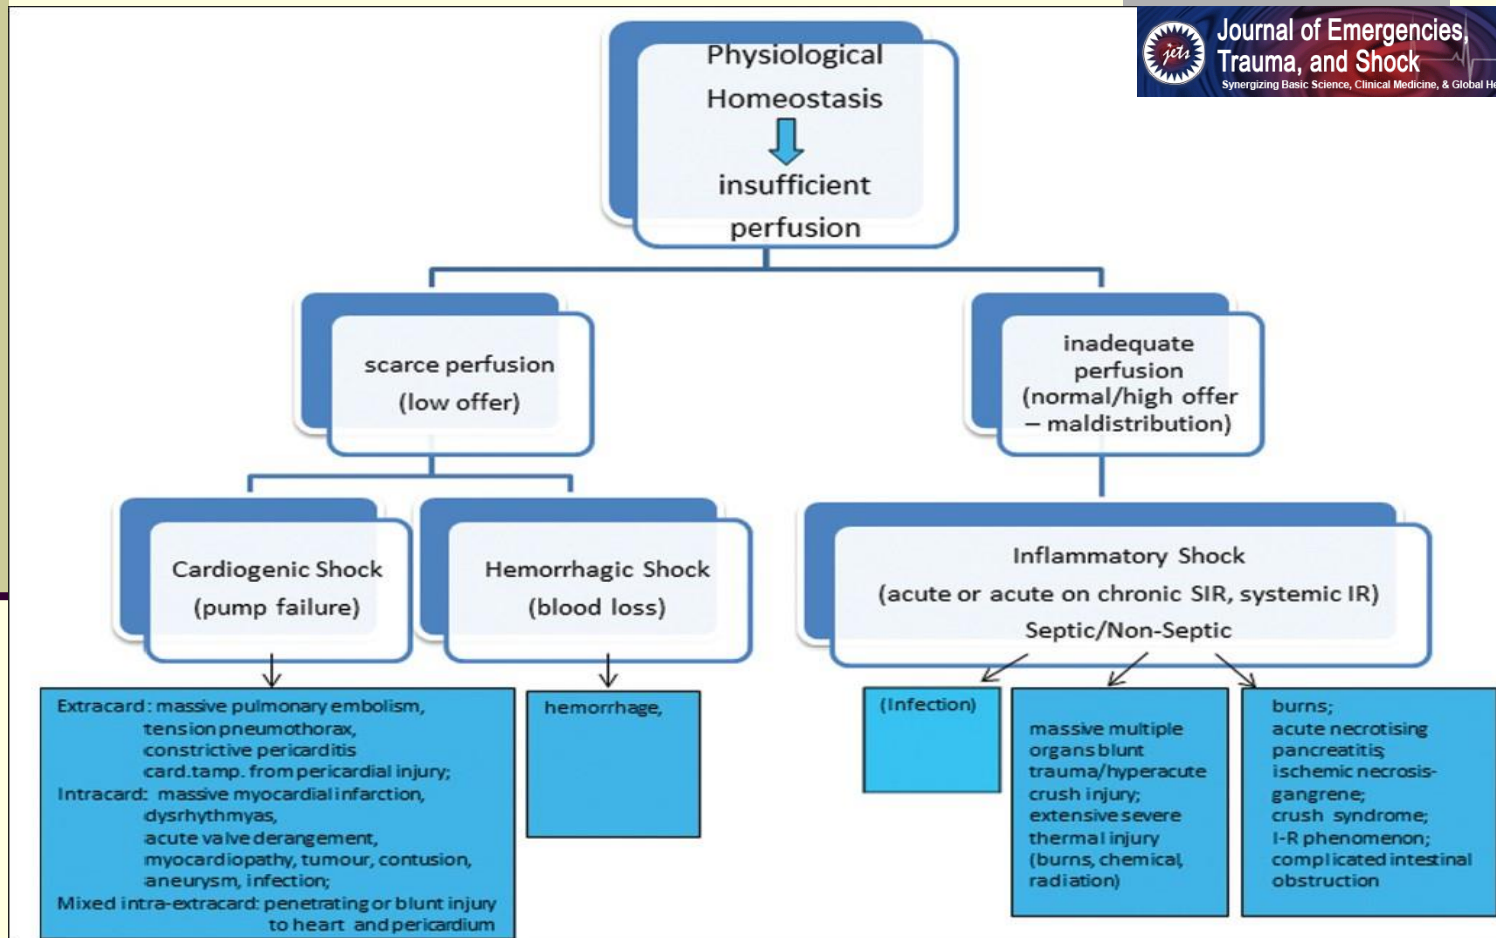 jets
Journal of Emergencies,
Trauma, and Shock
Synergizing Basic Science, Clinical Medicine, & Global He
Physiological
Homeostasis
insufficient
perfusion
scarce perfusion
(low offer)
inadequate
perfusion
(normal/high offer
– maldistribution)
Cardiogenic Shock
(pump failure)
Hemorrhagic Shock
(blood loss)
Inflammatory Shock
(acute or acute on chronic SIR, systemic IR)
Septic/Non-Septic
Extracard: massive pulmonary embolism,
tension pneumothorax,
constrictive pericarditis
card.tamp. from pericardial injury;
Intracard: massive myocardial infarction,
dysrhythmyas,
acute valve derangement,
myocardiopathy, tumour, contusion,
aneurysm, infection;
Mixed intra-extracard: penetrating or blunt injury
to heart and pericardium
hemorrhage,
(Infection)
massive multiple
organs blunt
trauma/hyperacute
crush injury;
extensive severe
thermal injury
(burns, chemical,
radiation)
burns;
acute necrotising
pancreatitis;
ischemic necrosis-
gangrene;
crush syndrome;
I-R phenomenon;
complicated intestinal
obstruction